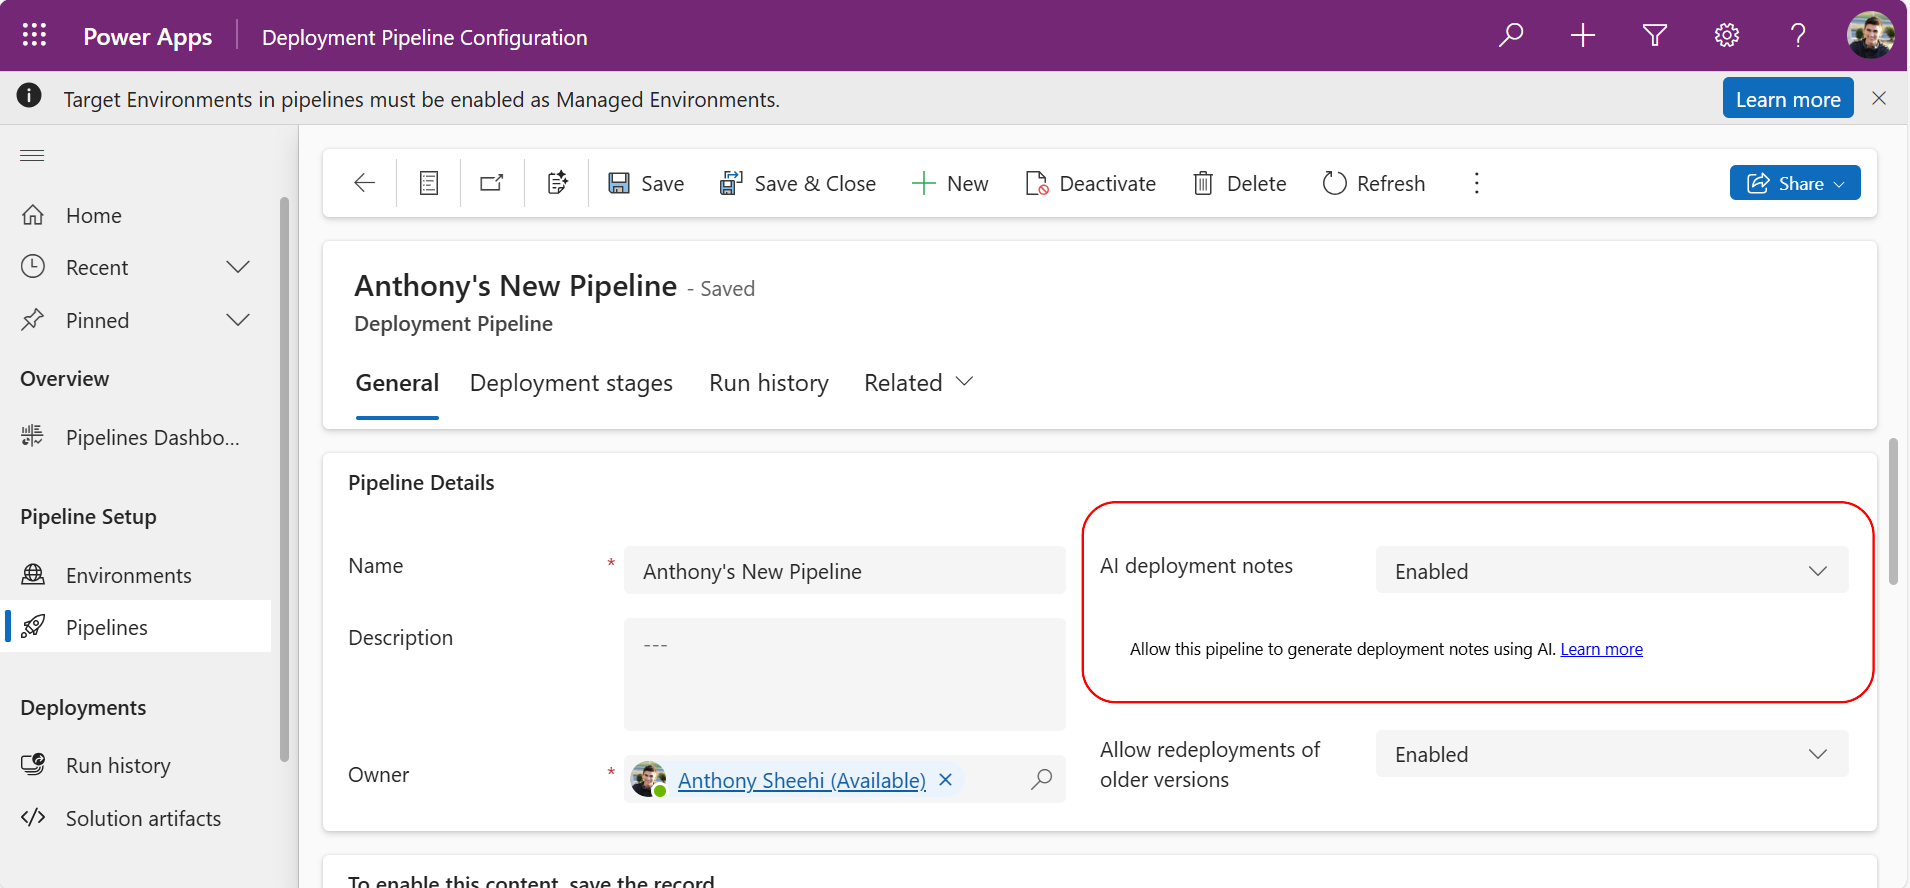 Power Apps
Deployment Pipeline Configuration
Target Environments in pipelines must be enabled as Managed Environments.
Learn more
Save
Save & Close
New
Deactivate
Delete
Refresh
Share
Home
Recent
Pinned
Overview
Pipelines Dashbo...
Pipeline Setup
Environments
Pipelines
Deployments
Run history
Solution artifacts
Anthony's New Pipeline - Saved
Deployment Pipeline
General
Deployment stages
Run history
Related
Pipeline Details
Name *
Anthony's New Pipeline
Description
---
Owner *
Anthony Sheehi (Available)
AI deployment notes
Enabled
Allow this pipeline to generate deployment notes using AI. Learn more
Allow redeployments of
older versions
Enabled
To enable this content, save the record